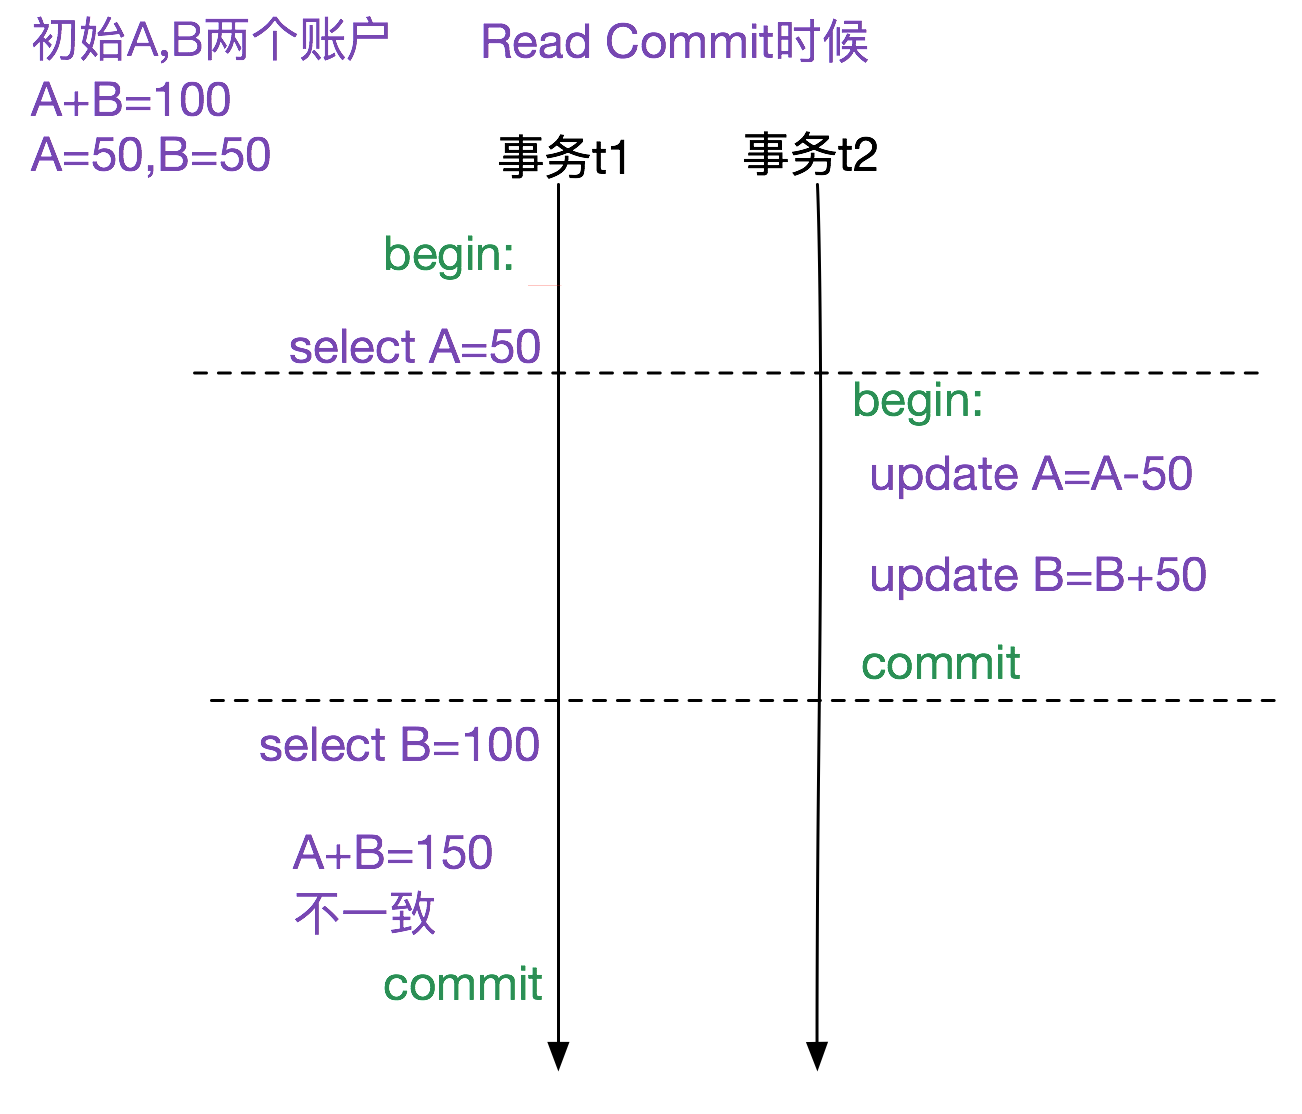 初始A,B两个账户
A+B=100
A=50,B=50
Read Commit时候
事务t1
事务t2
begin:
select A=50
begin:
update A=A-50
update B=B+50
commit
select B=100
A+B=150
不一致
commit